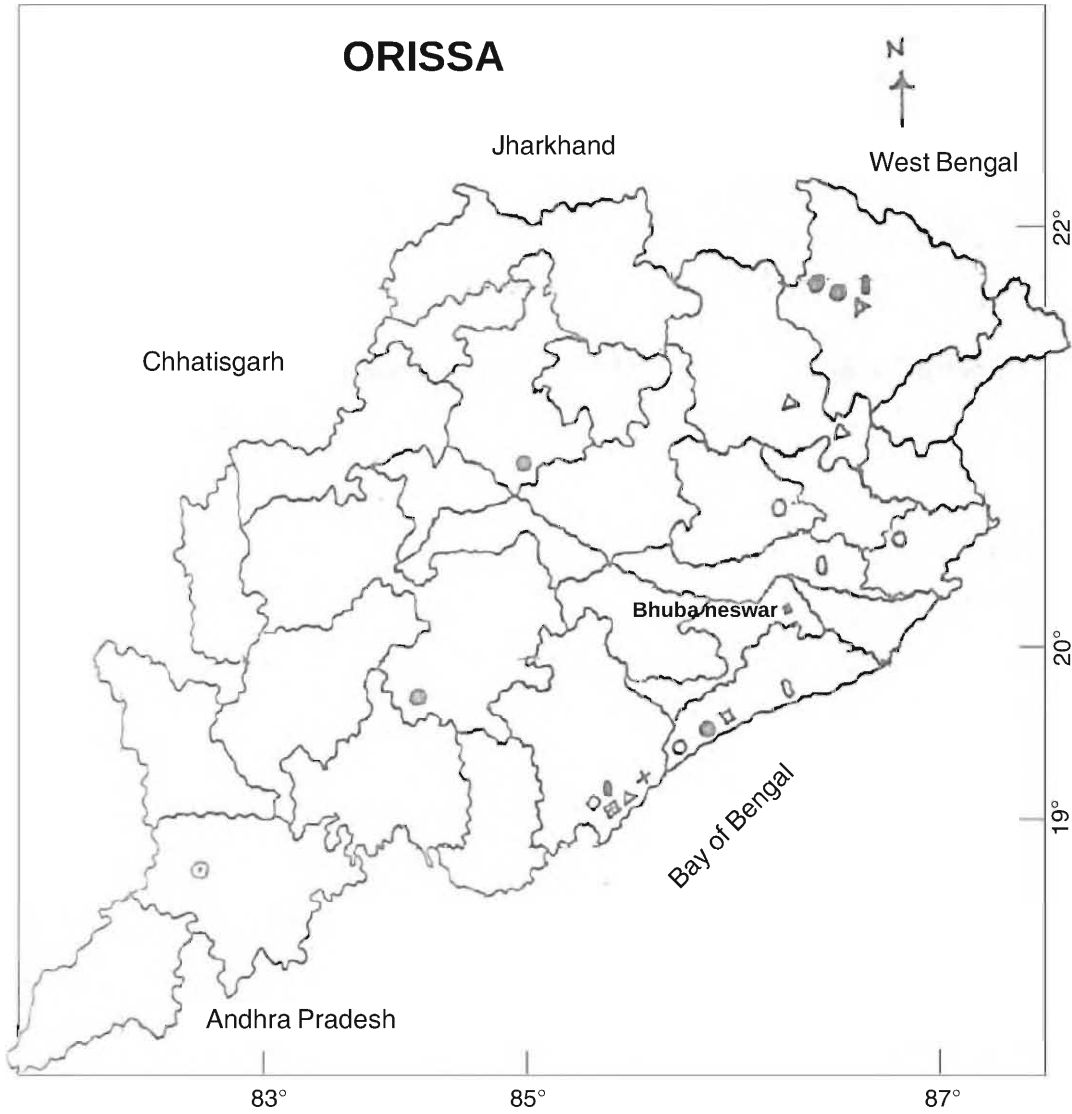 ORISSA
N
Jharkhand
West Bengal
22°
Chhatisgarh
Bhubaneswar
20°
19°
Bay of Bengal
Andhra Pradesh
83°
85°
87°